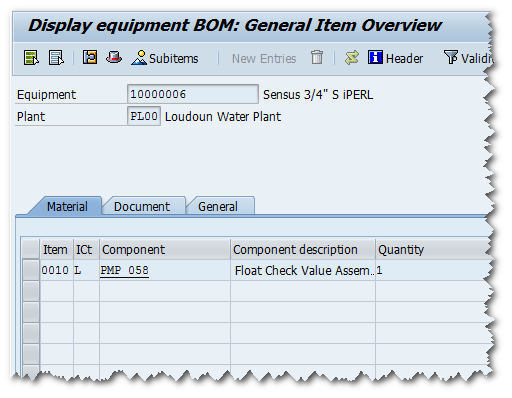 Display equipment BOM: General Item Overview
Subitems New Entries Header Validi
Equipment 10000006 Sensus 3/4" S iPERL
Plant PL00 Loudoun Water Plant
Material Document General
Item ICt Component Component description Quantity
0010 L PMP 058 Float Check Value Assem.. 1